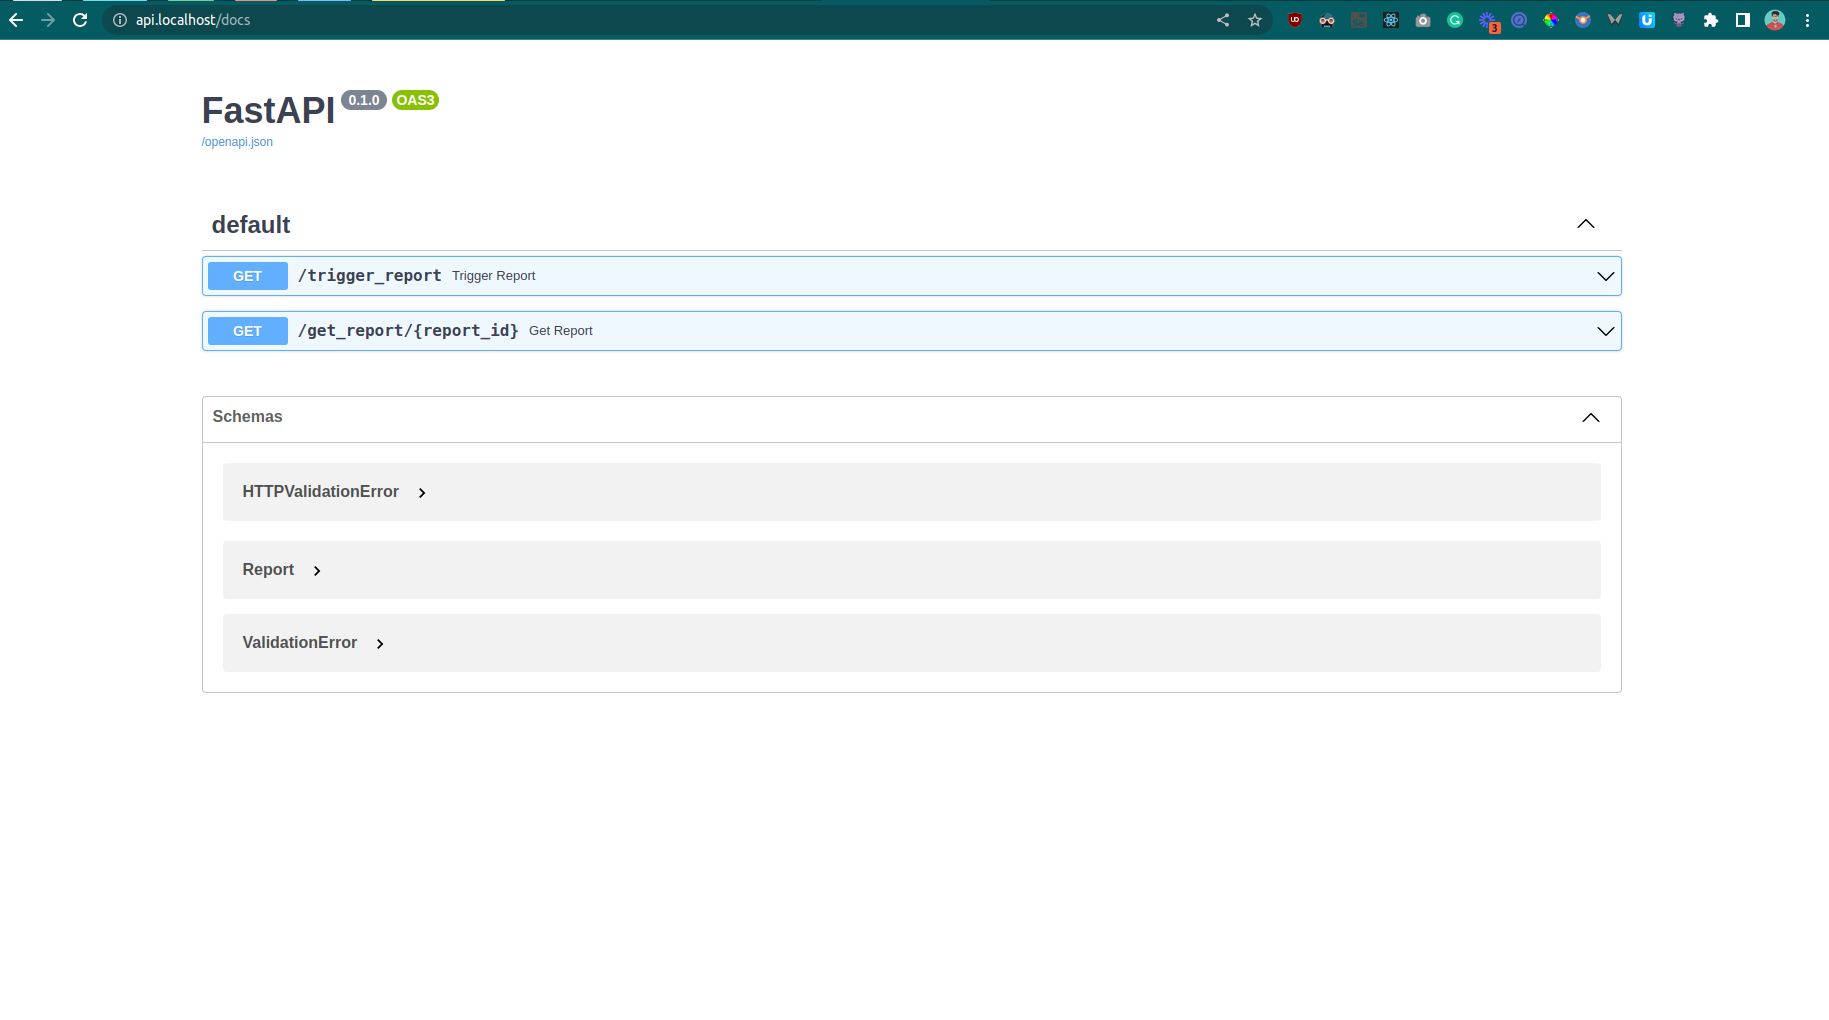 api.localhost/docs
3
FastAPI 0.1.0 OAS3
/openapi.json
default
GET /trigger_report Trigger Report
GET /get_report/{report_id} Get Report
Schemas
HTTPValidationError
Report
ValidationError